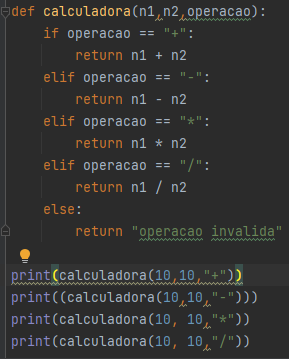 def calculadora(n1,n2,operacao):
    if operacao == "+":
        return n1 + n2
    elif operacao == "-":
        return n1 - n2
    elif operacao == "*":
        return n1 * n2
    elif operacao == "/":
        return n1 / n2
    else:
        return "operacao invalida"
print(calculadora(10,10,"+"))
print((calculadora(10,10,"-")))
print(calculadora(10, 10,"*"))
print(calculadora(10, 10,"/"))